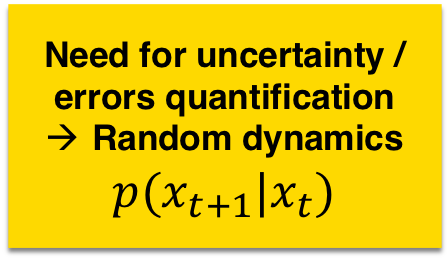 Need for uncertainty /
errors quantification
→ Random dynamics
p(x_{t+1}|x_t)